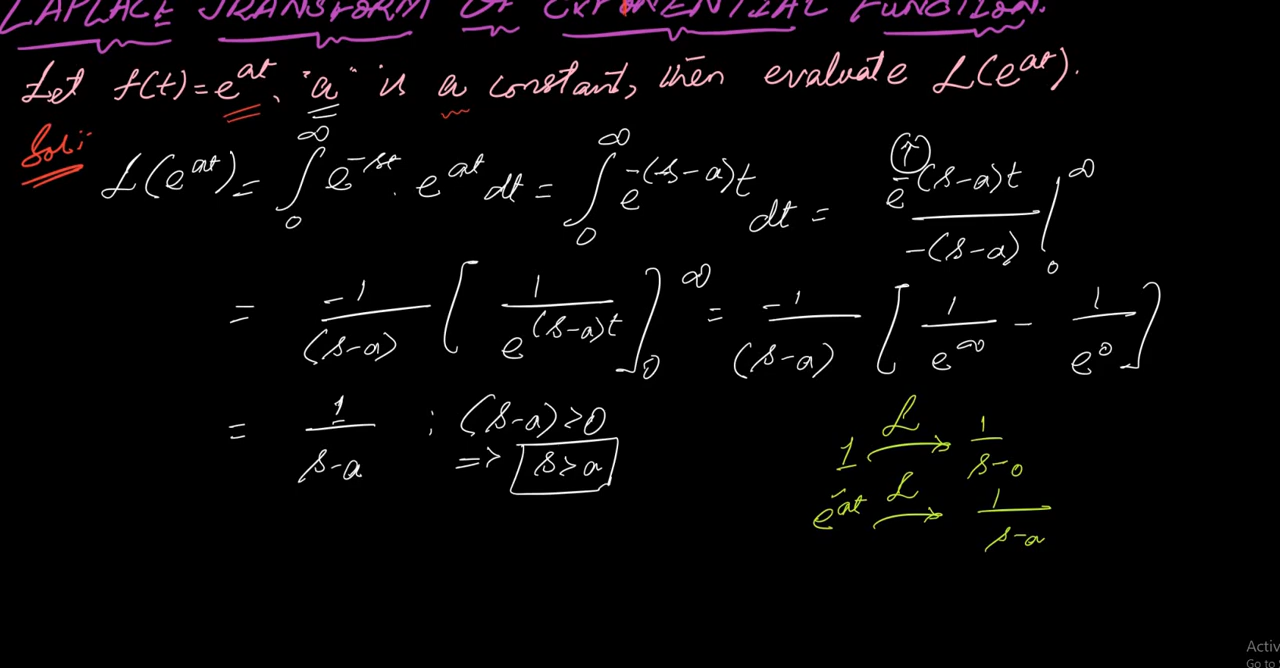 LAPLACE TRANSFORM OF EXPONENTIAL FUNCTION.
Let f(t) = e^{at}, "a" is a constant, then evaluate L(e^{at}).
Sol:
L(e^{at}) = ∫_0^∞ e^{-st} . e^{at} dt = ∫_0^∞ e^{-(s-a)t} dt = e^{-(s-a)t} / -(s-a) |_0^∞ (↑)
= -1/(s-a) [ 1/e^{(s-a)t} ]_0^∞ = -1/(s-a) [ 1/e^∞ - 1/e^0 ]
= 1/s-a ; (s-a)>0
=> s>a
1 L→ 1/s-0
e^{at} L→ 1/s-a
Activ
Go to